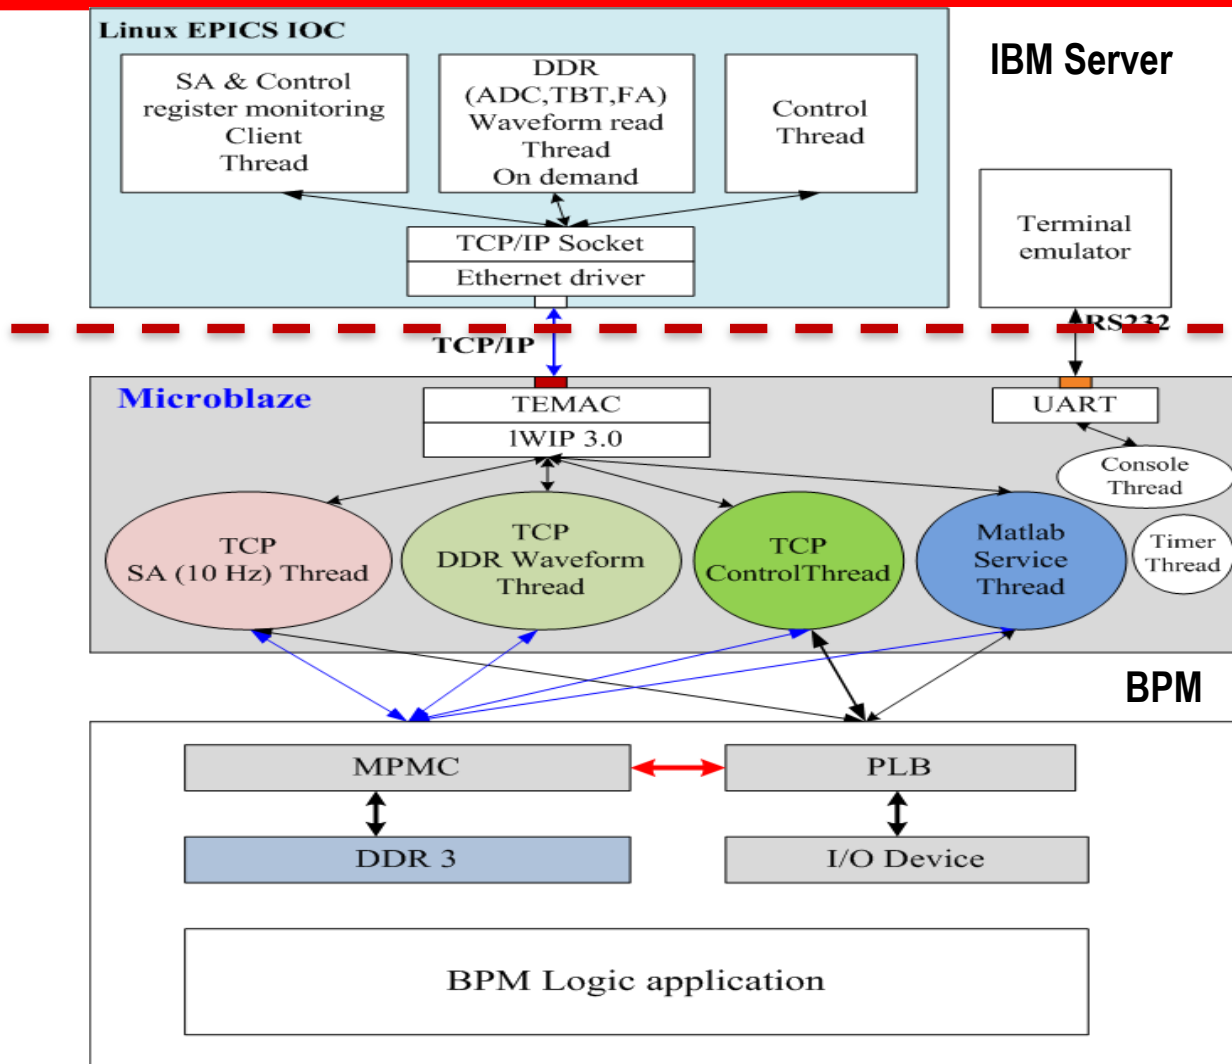 Linux EPICS IOC
IBM Server
SA & Control
register monitoring
Client
Thread
DDR
(ADC,TBT,FA)
Waveform read
Thread
On demand
Control
Thread
TCP/IP Socket
Ethernet driver
Terminal
emulator
TCP/IP
RS232
Microblaze
TEMAC
lWIP 3.0
UART
Console
Thread
TCP
SA (10 Hz) Thread
TCP
DDR Waveform
Thread
TCP
ControlThread
Matlab
Service
Thread
Timer
Thread
BPM
MPMC
PLB
DDR 3
I/O Device
BPM Logic application